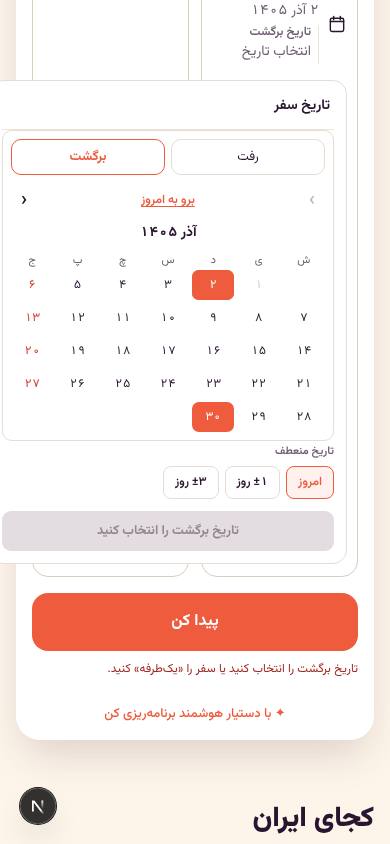 ۲ آذر ۱۴۰۵
تاریخ برگشت
انتخاب تاریخ
تاریخ سفر
رفت برگشت
‹ برو به امروز ›
آذر ۱۴۰۵
ش ی د س چ پ ج
۱ ۲ ۳ ۴ ۵ ۶
۷ ۸ ۹ ۱۰ ۱۱ ۱۲ ۱۳
۱۴ ۱۵ ۱۶ ۱۷ ۱۸ ۱۹ ۲۰
۲۱ ۲۲ ۲۳ ۲۴ ۲۵ ۲۶ ۲۷
۲۸ ۲۹ ۳۰
تاریخ منعطف
امروز ±۱ روز ±۳ روز
تاریخ برگشت را انتخاب کنید
پیدا کن
تاریخ برگشت را انتخاب کنید یا سفر را «یک‌طرفه» کنید.
✦ با دستیار هوشمند برنامه‌ریزی کن
N
کجای ایران